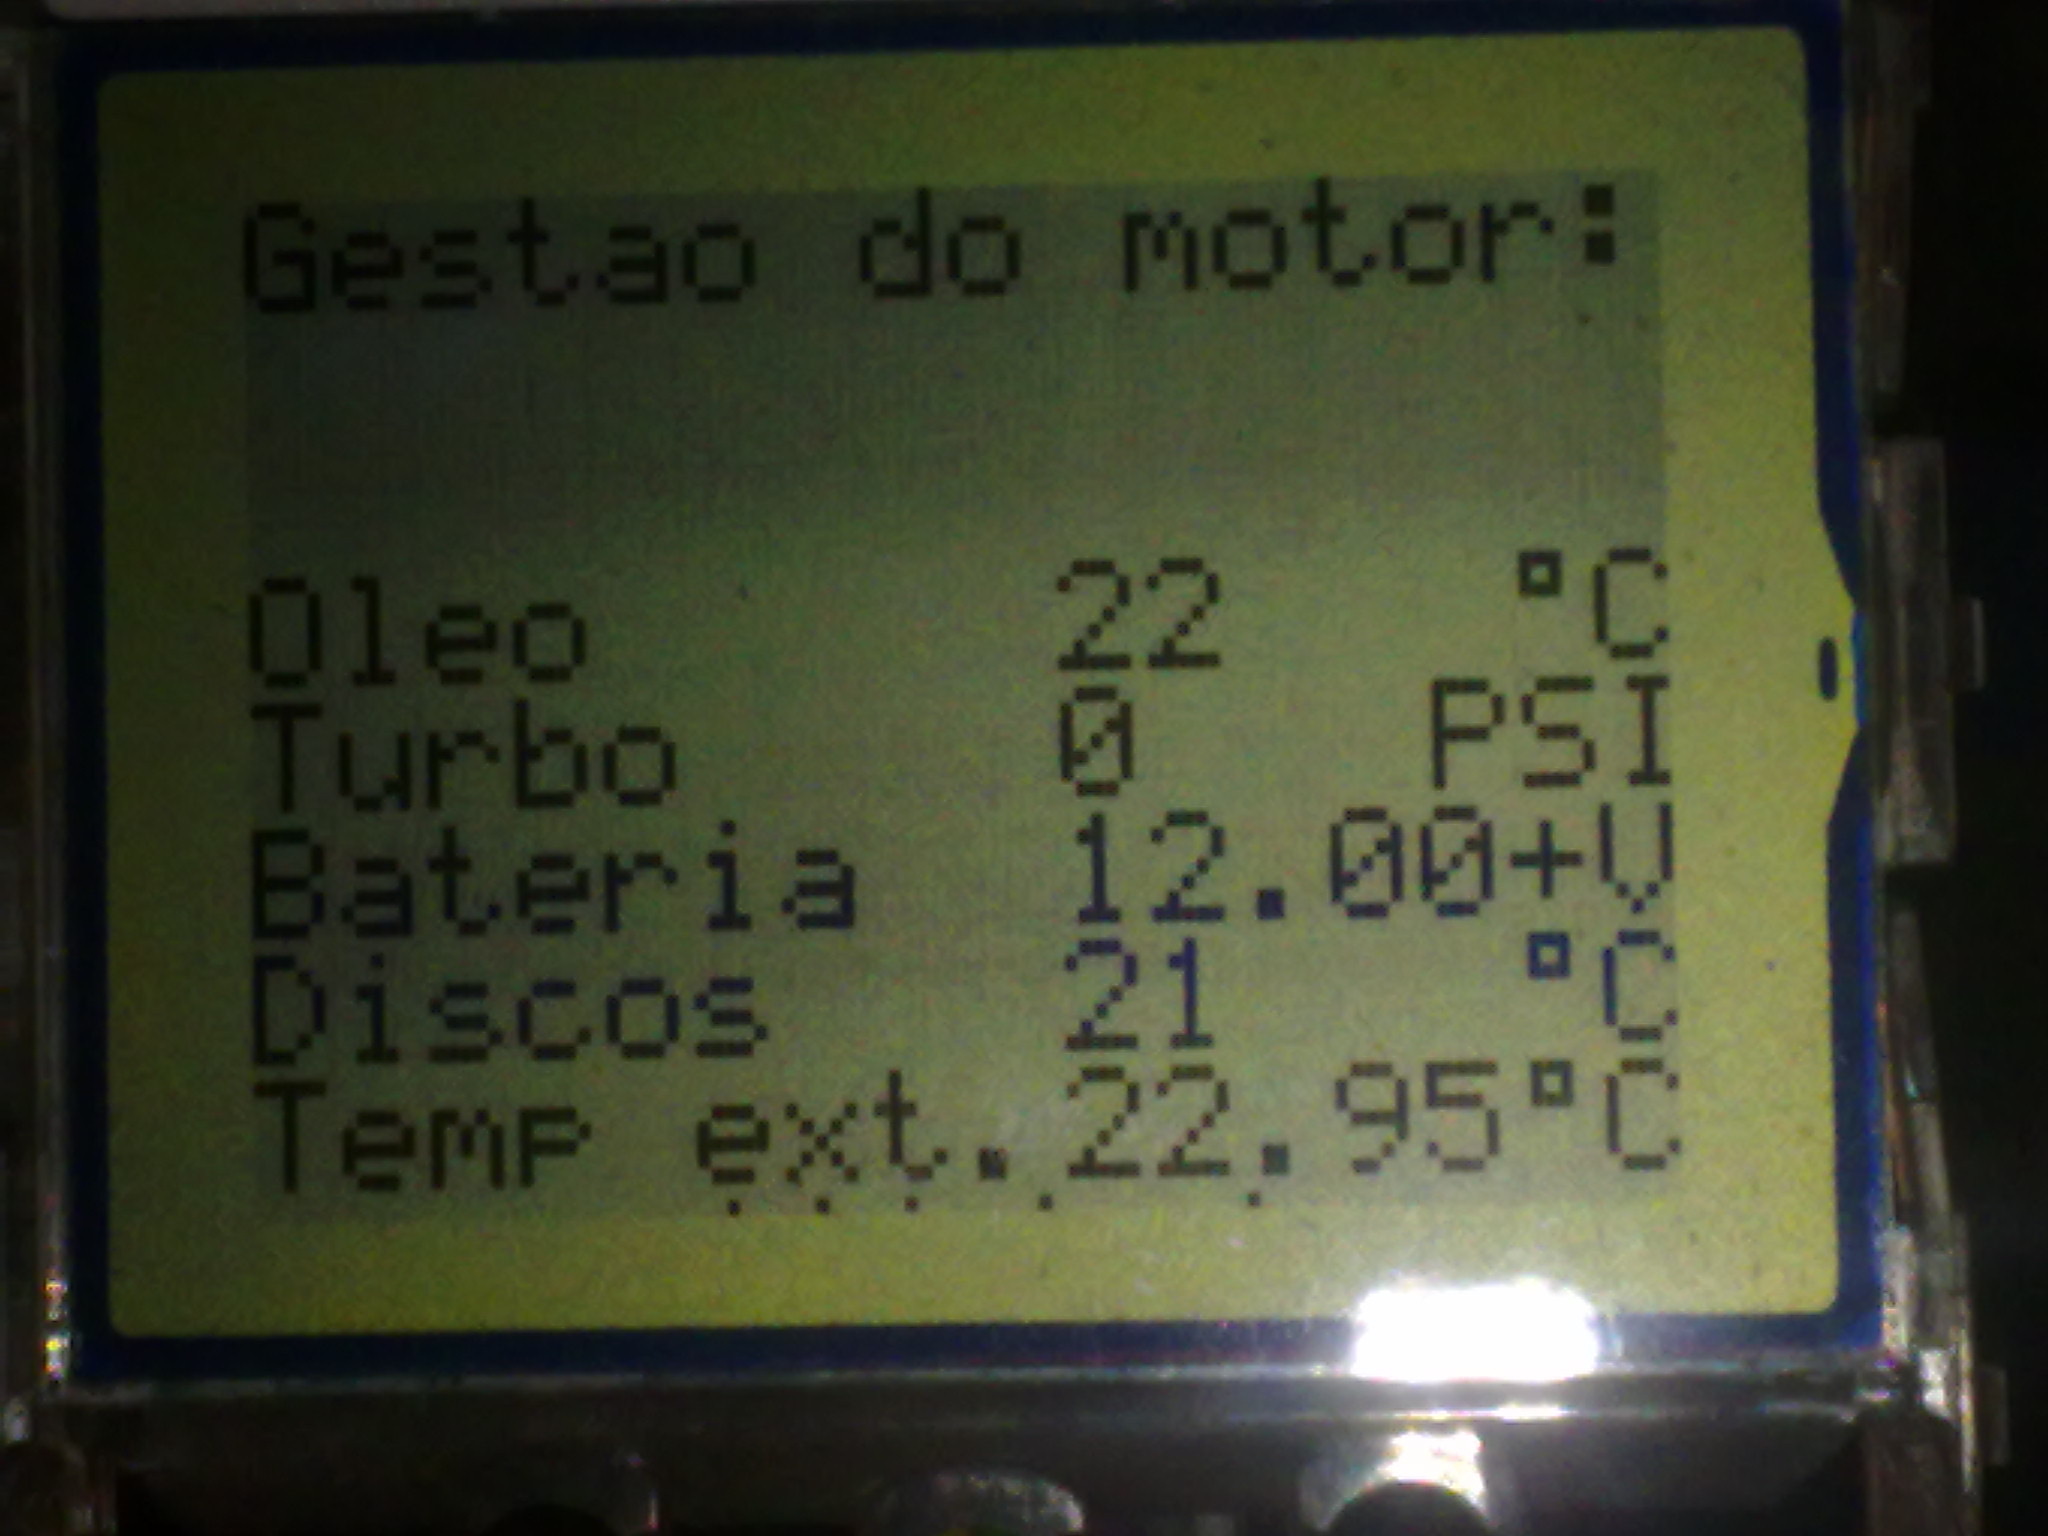 Gestao do motor:
Oleo 22 °C
Turbo 0 PSI
Bateria 12.00+V
Discos 21 °C
Temp ext.22.95°C